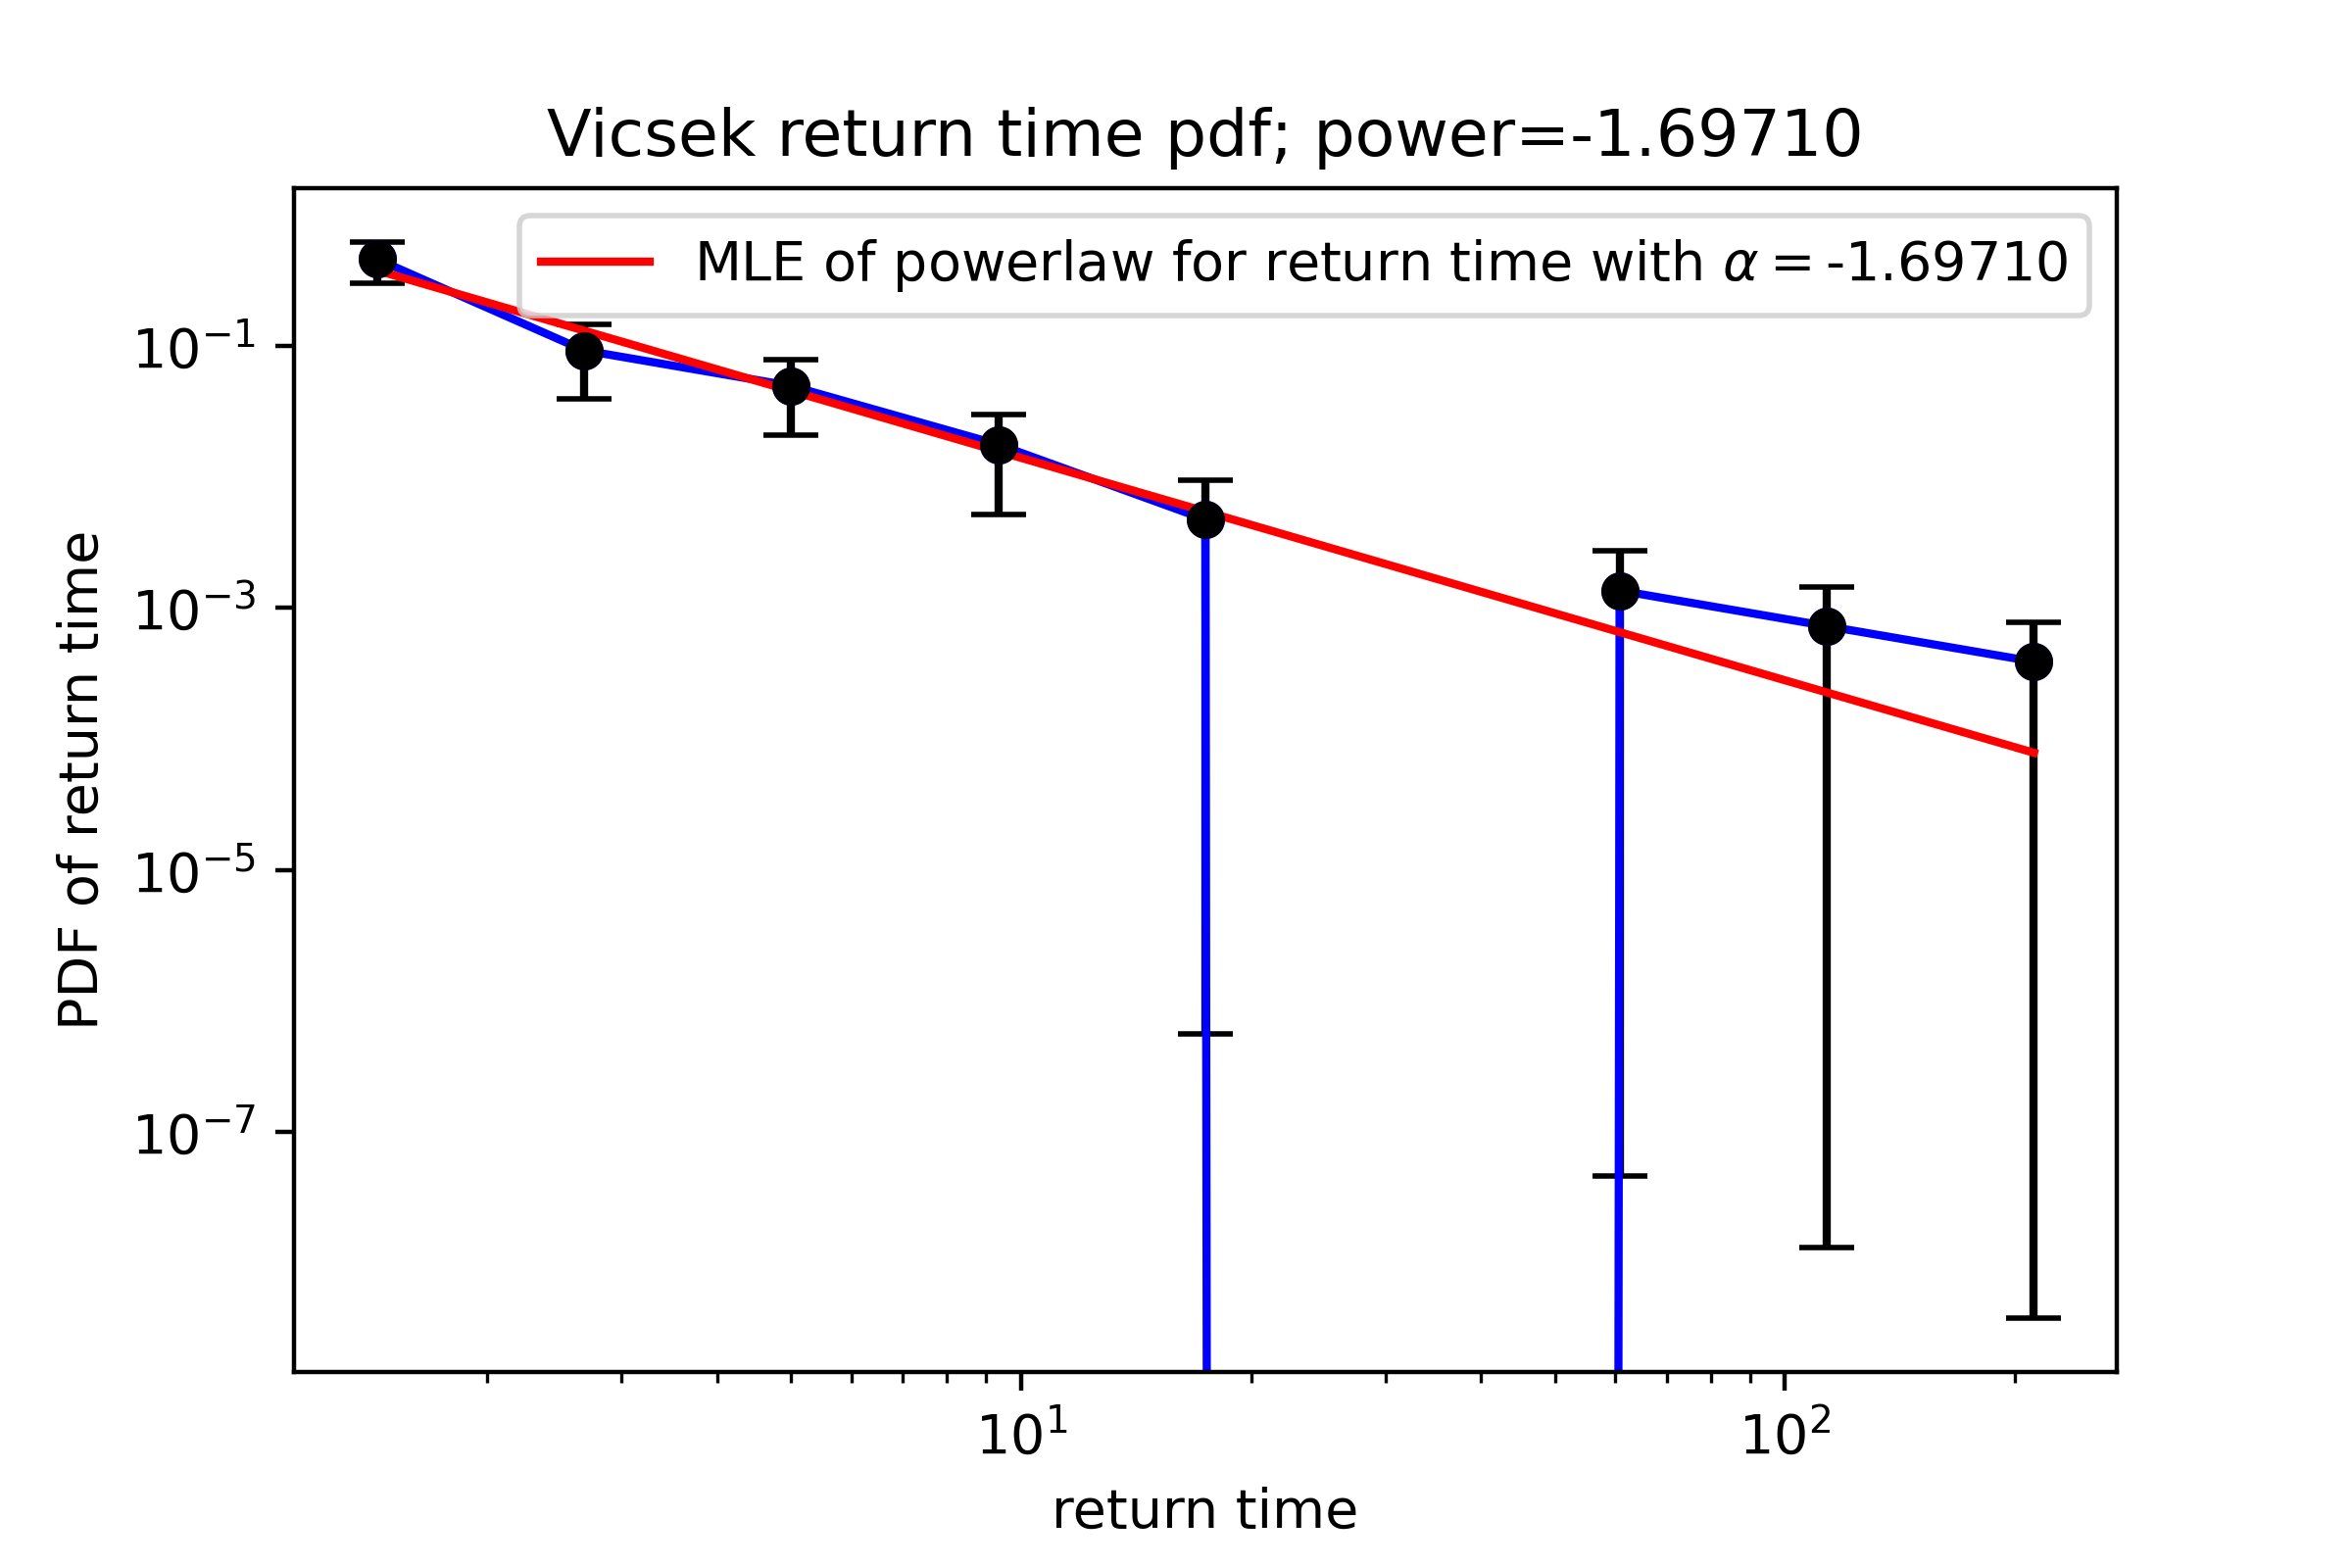 Vicsek return time pdf; power=-1.69710
MLE of powerlaw for return time with α = -1.69710
PDF of return time
10⁻¹
10⁻³
10⁻⁵
10⁻⁷
10¹
10²
return time